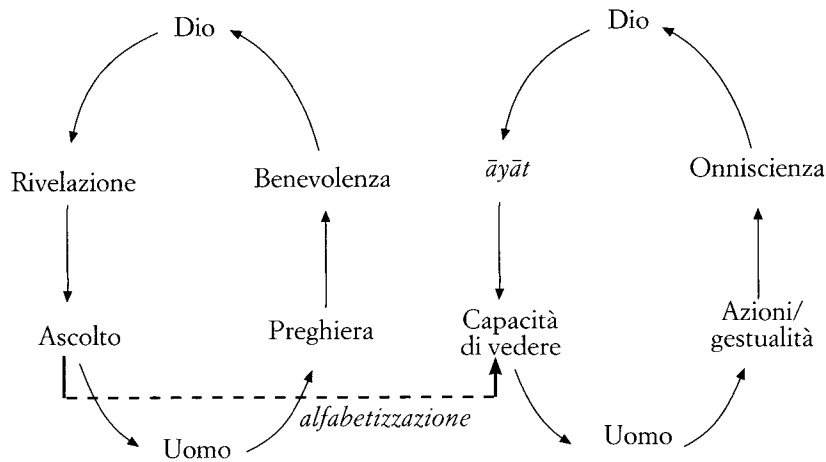 Dio
Rivelazione
Benevolenza
Ascolto
Preghiera
Uomo
alfabetizzazione
Dio
āyāt
Onniscienza
Capacità
di vedere
Azioni/
gestualità
Uomo